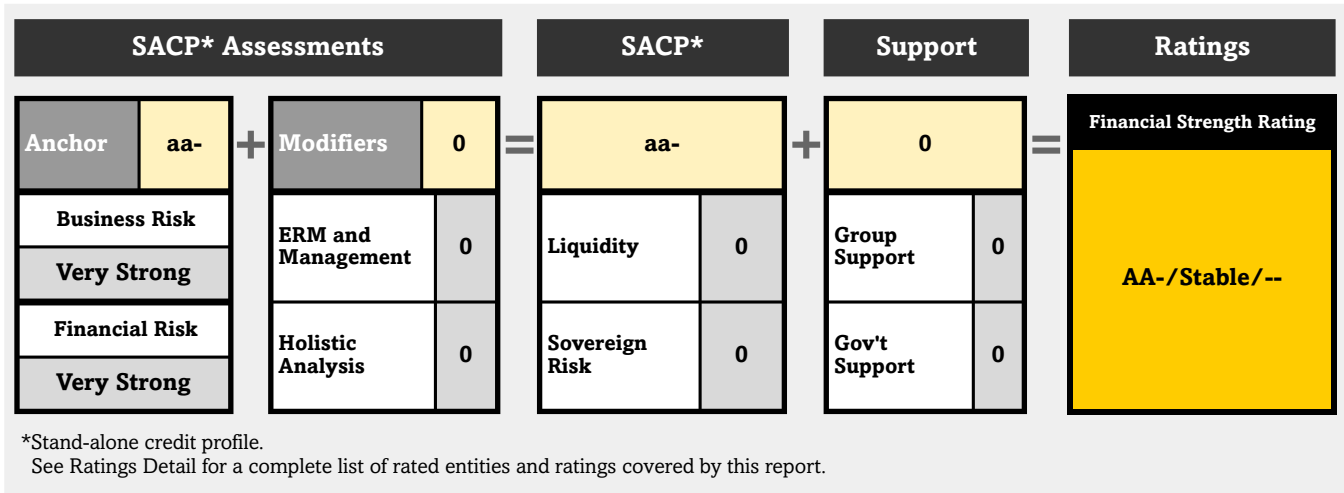 SACP* Assessments
SACP*
Support
Ratings
Anchor
aa-
+
Modifiers
0
=
aa-
+
0
=
Financial Strength Rating
Business Risk
Very Strong
Financial Risk
Very Strong
ERM and
Management
0
Holistic
Analysis
0
Liquidity
0
Sovereign
Risk
0
Group
Support
0
Gov't
Support
0
AA-/Stable/--
*Stand-alone credit profile.
See Ratings Detail for a complete list of rated entities and ratings covered by this report.